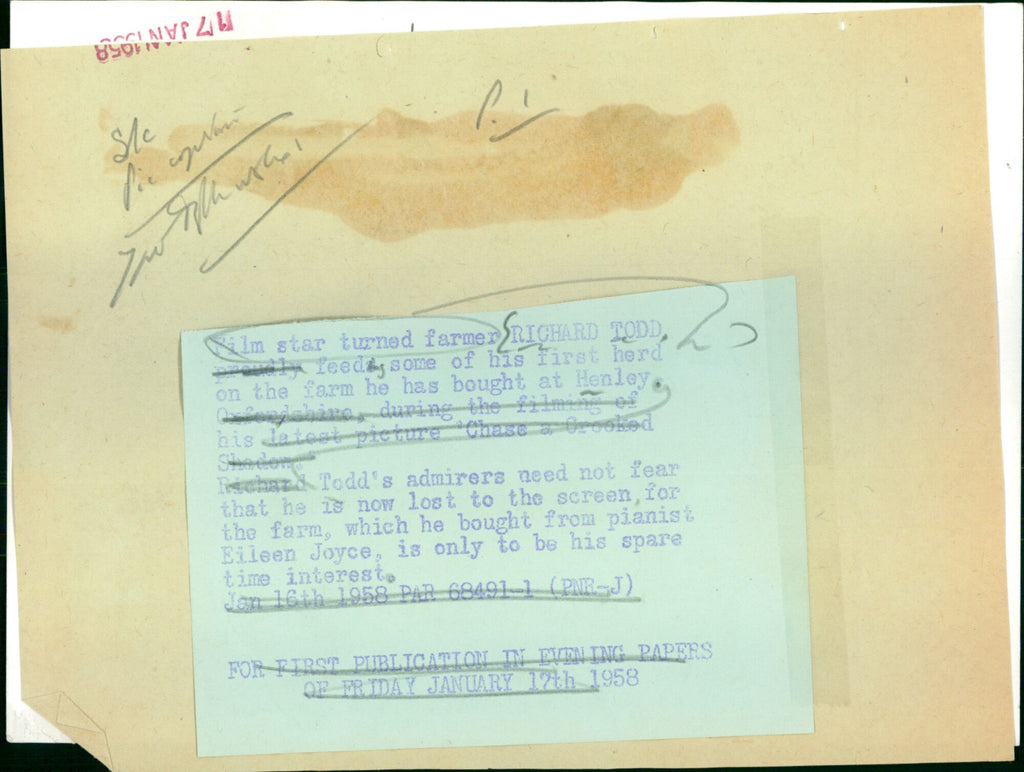 17 JAN 1958
S/c
Pic caption
P. 1
Film star turned farmer RICHARD TODD,
proudly feeds some of his first herd
on the farm he has bought at Henley,
Oxfordshire, during the filming of
his latest picture 'Chase a Crooked
Shadow.'
Richard Todd's admirers need not fear
that he is now lost to the screen, for
the farm, which he bought from pianist
Eileen Joyce, is only to be his spare
time interest.
Jan 16th 1958 PAR 68491-1 (PNR-J)
FOR FIRST PUBLICATION IN EVENING PAPERS
OF FRIDAY JANUARY 17th 1958